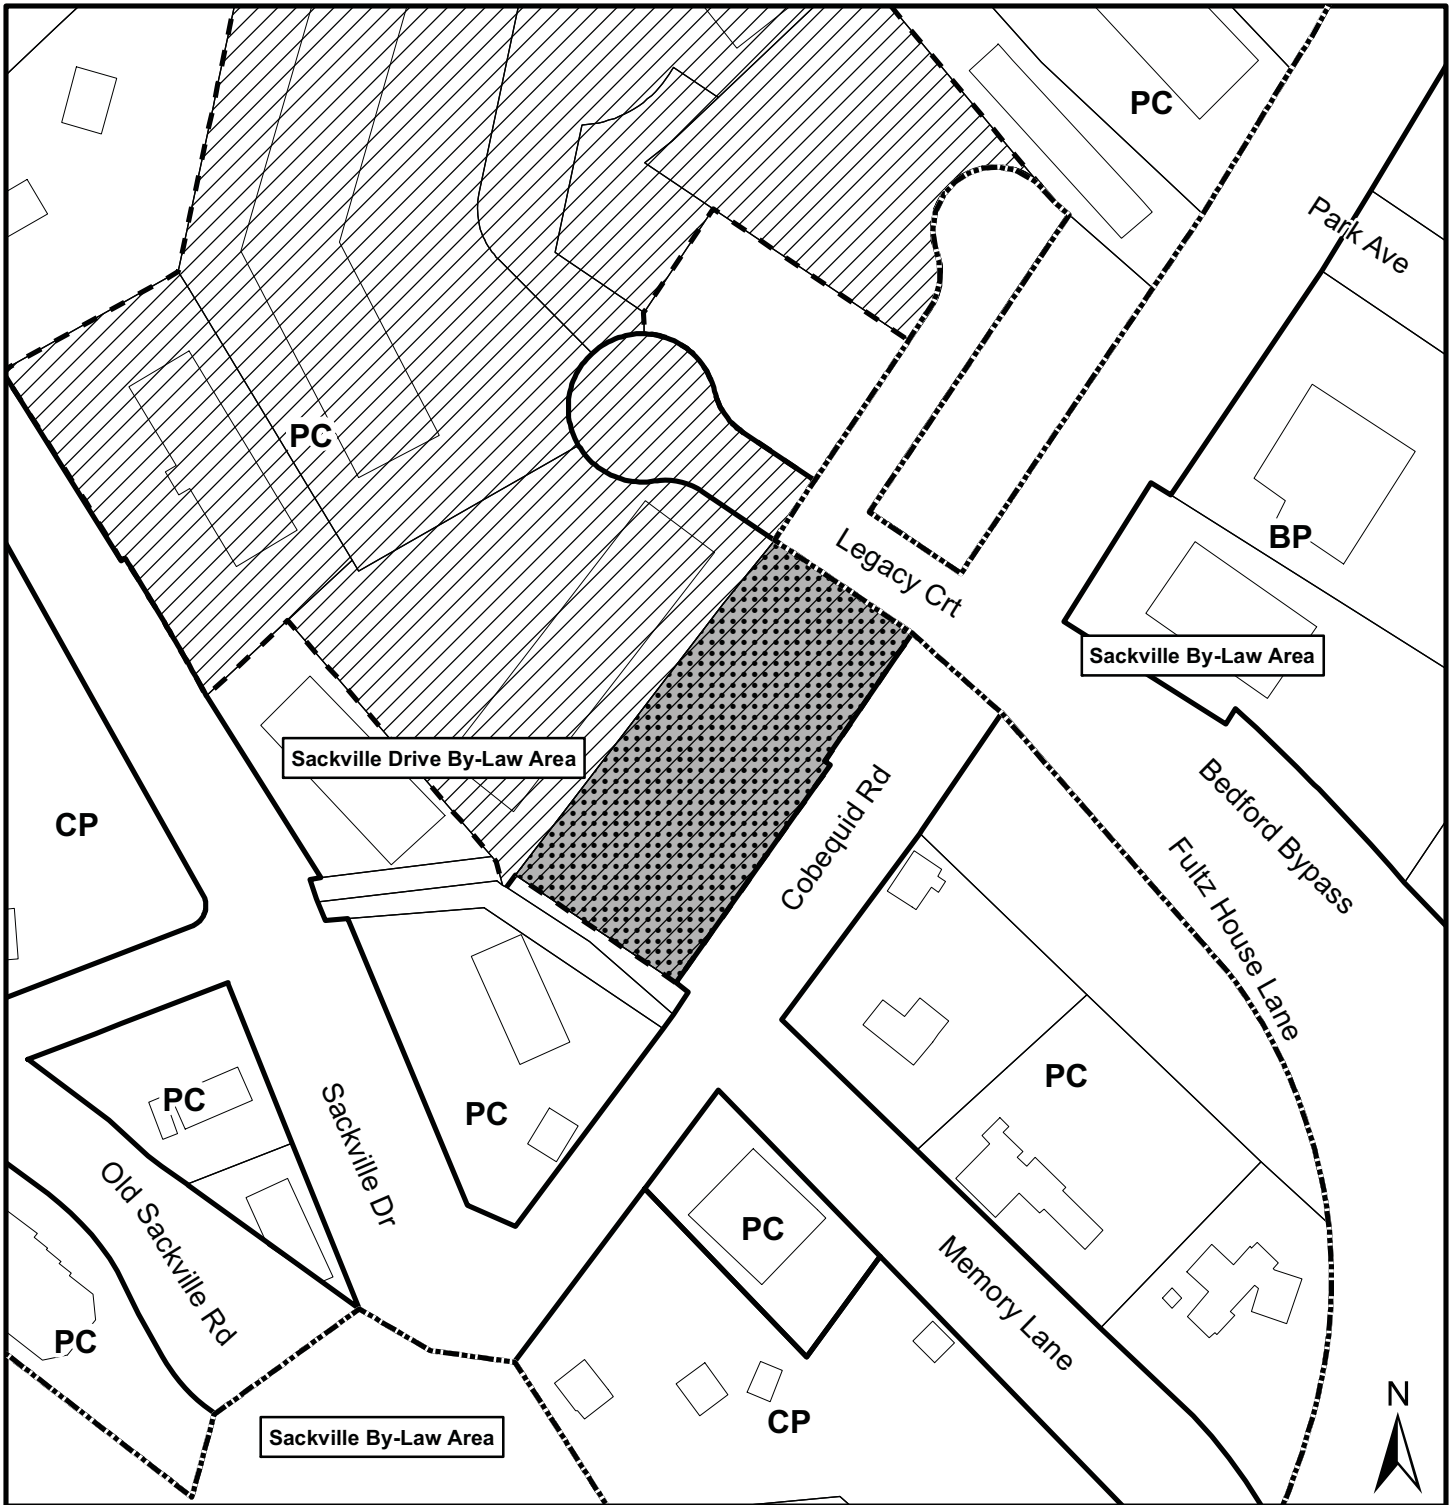 PC
Park Ave
PC
Legacy Crt
BP
Sackville By-Law Area
Sackville Drive By-Law Area
CP
Cobequid Rd
Bedford Bypass
Fultz House Lane
PC
PC
PC
Sackville Dr
Old Sackville Rd
PC
Memory Lane
PC
CP
Sackville By-Law Area
N